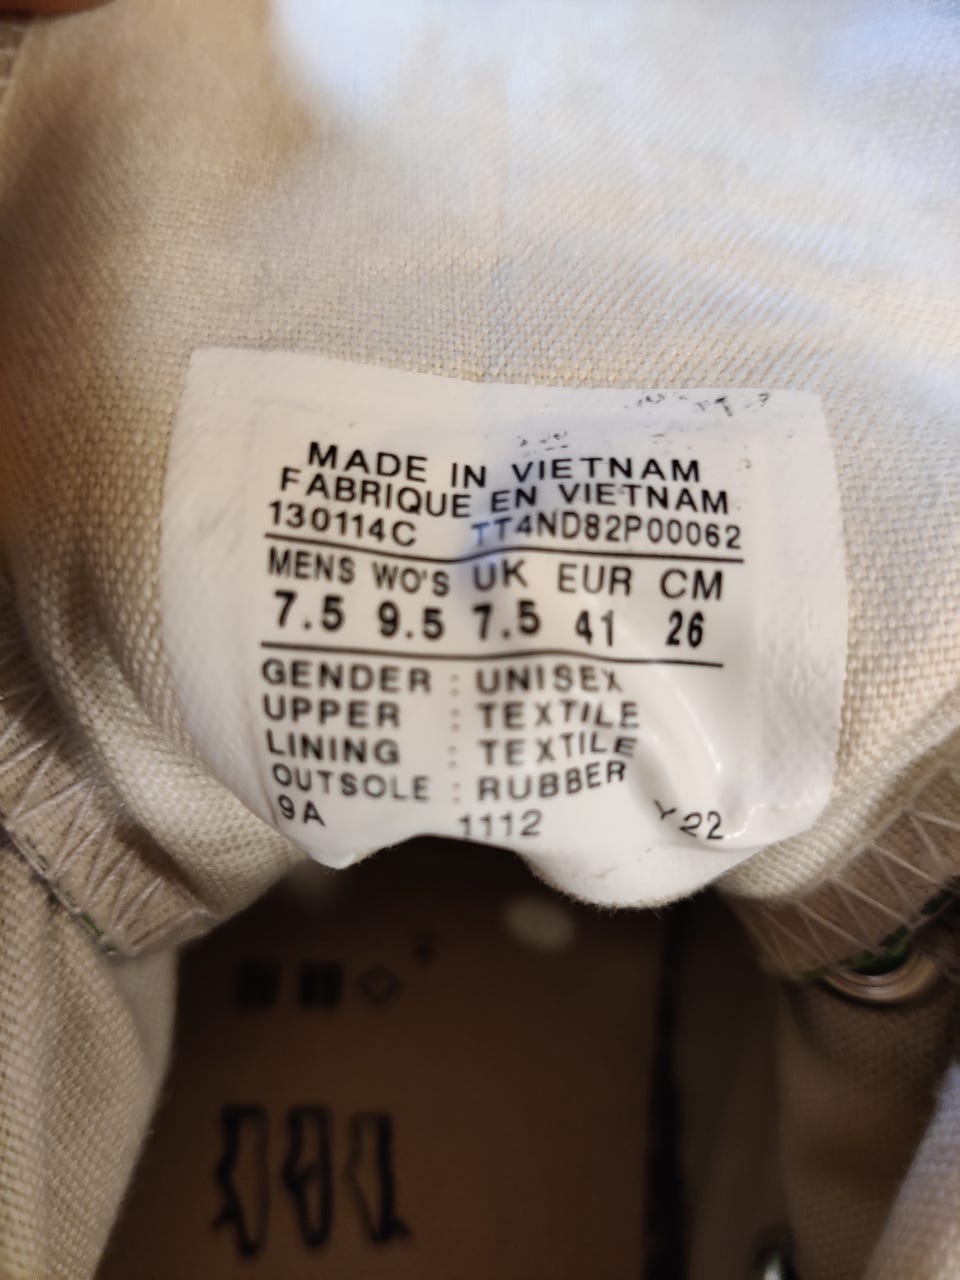 MADE IN VIETNAM
FABRIQUE EN VIETNAM
130114C TT4ND82P00062
MENS WO'S UK EUR CM
7.5 9.5 7.5 41 26
GENDER : UNISEX
UPPER : TEXTILE
LINING : TEXTILE
OUTSOLE : RUBBER
9A 1112 Y22